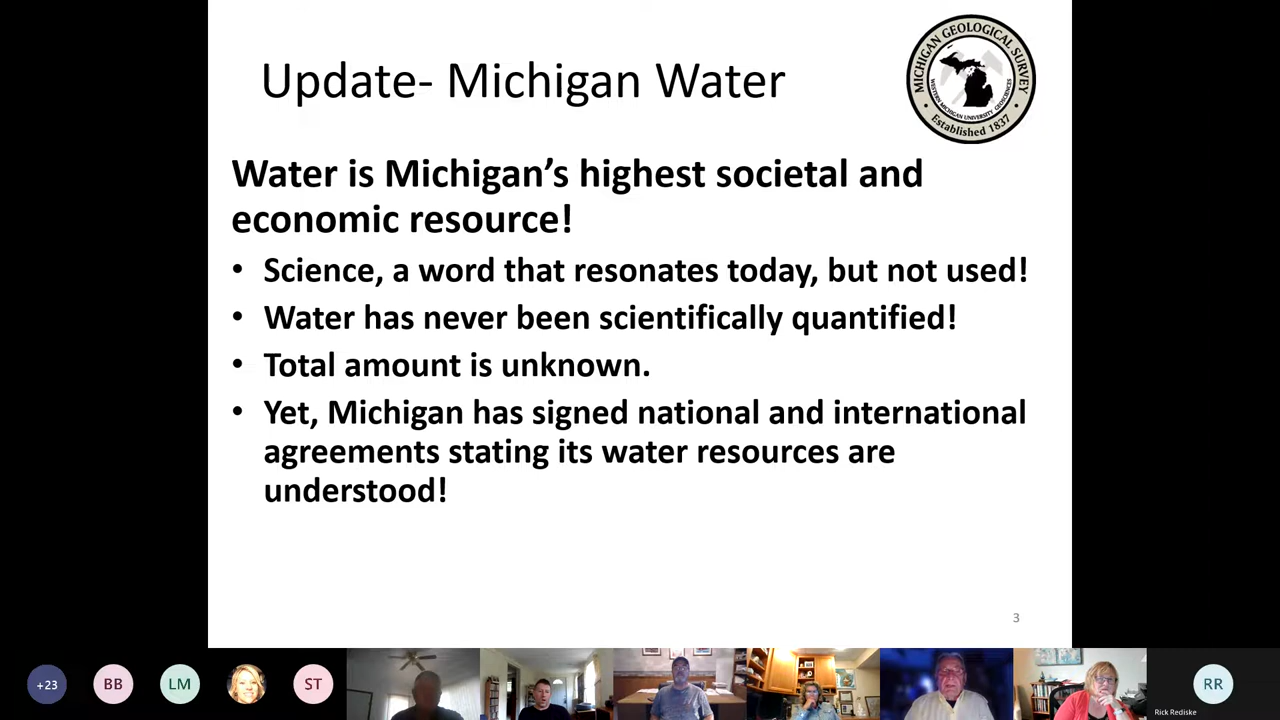 Update- Michigan Water
MICHIGAN GEOLOGICAL SURVEY
WESTERN MICHIGAN UNIVERSITY GEOSCIENCES
Established 1837
Water is Michigan’s highest societal and
economic resource!
• Science, a word that resonates today, but not used!
• Water has never been scientifically quantified!
• Total amount is unknown.
• Yet, Michigan has signed national and international
agreements stating its water resources are
understood!
3
+23
BB
LM
ST
RR
Rick Rediske